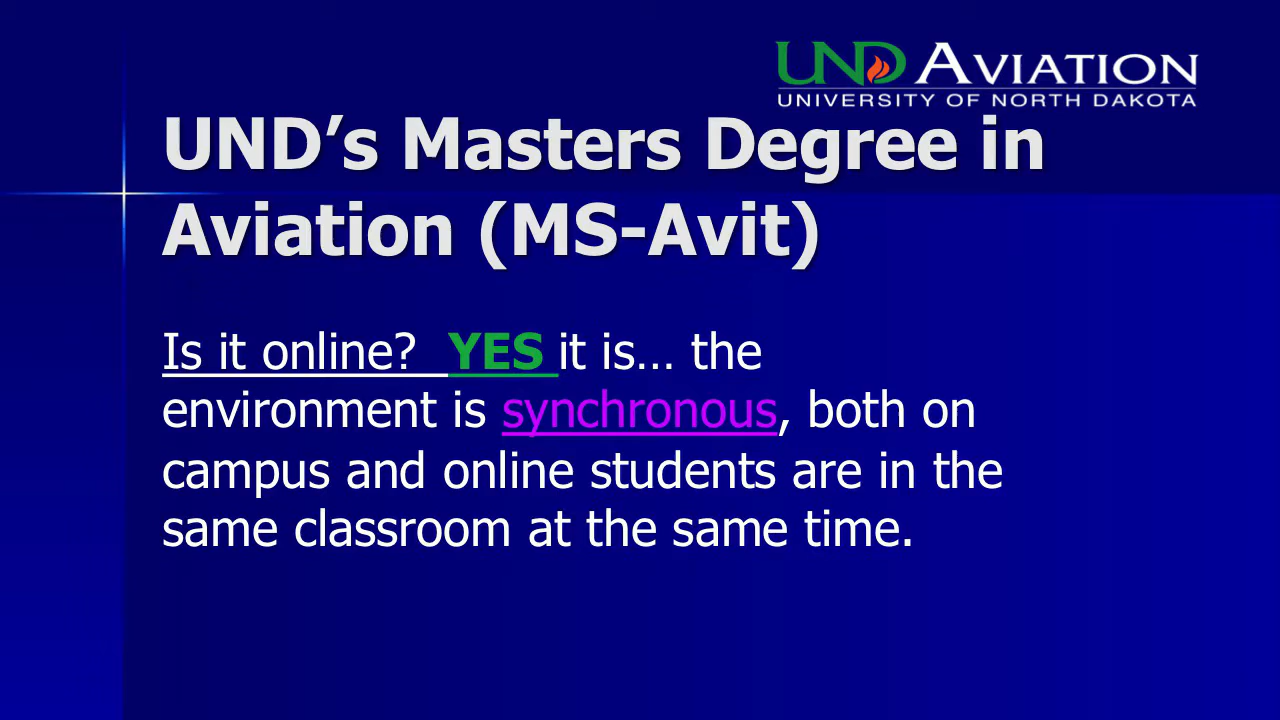 UND AVIATION
UNIVERSITY OF NORTH DAKOTA
UND’s Masters Degree in
Aviation (MS-Avit)
Is it online?  YES it is… the
environment is synchronous, both on
campus and online students are in the
same classroom at the same time.